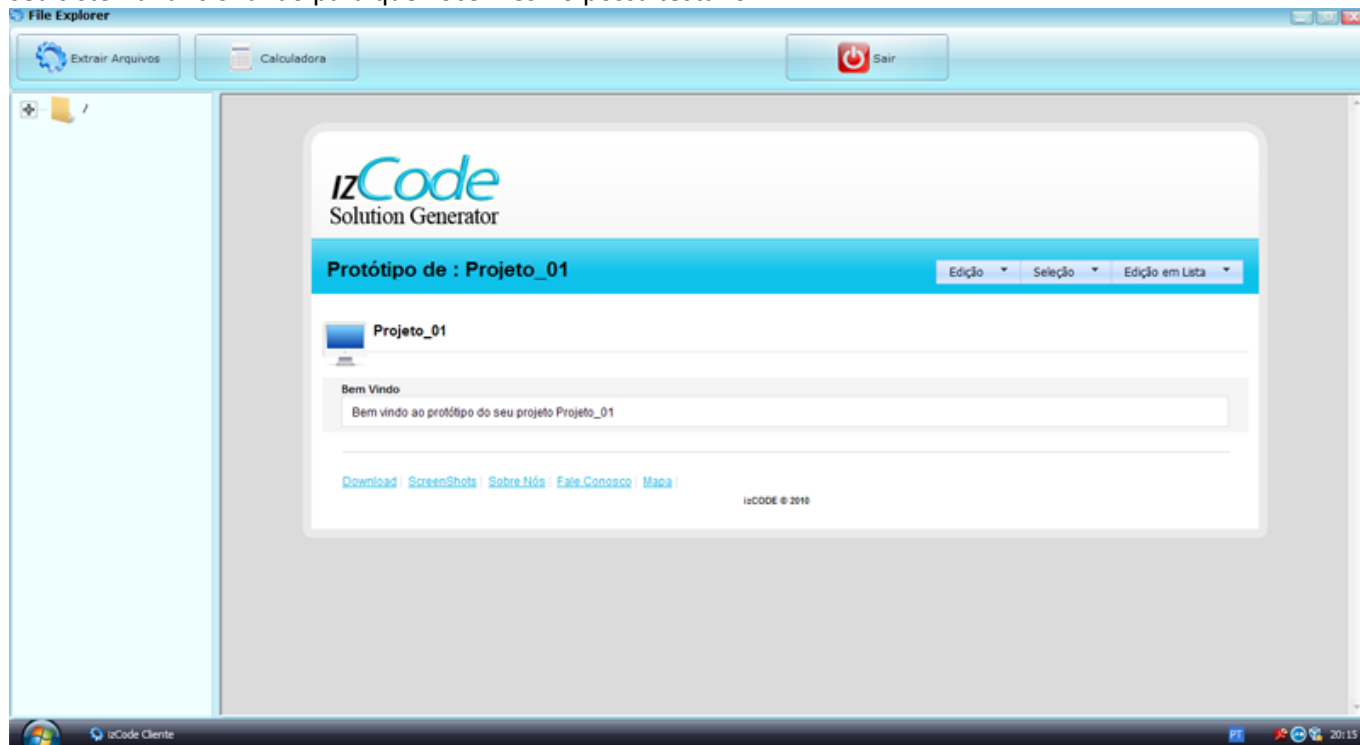 File Explorer
Extrair Arquivos
Calculadora
Sair
/
izCode
Solution Generator
Protótipo de : Projeto_01
Edição
Seleção
Edição em Lista
Projeto_01
Bem Vindo
Bem vindo ao protótipo do seu projeto Projeto_01
Download | ScreenShots | Sobre Nós | Fale Conosco | Mapa |
izCODE © 2010
izCode Cliente
PT
20:15